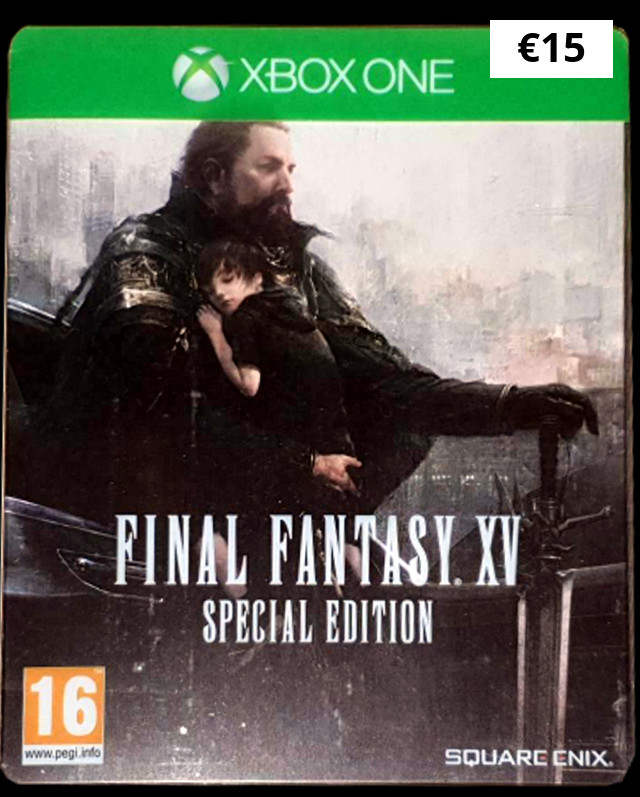 €15
XBOX ONE
FINAL FANTASY. XV
SPECIAL EDITION
16
www.pegi.info
SQUARE ENIX.